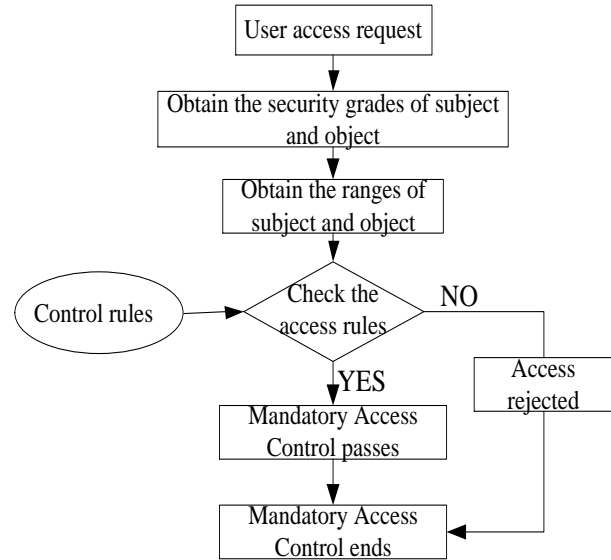 User access request
Obtain the security grades of subject
and object
Obtain the ranges of
subject and object
Control rules
Check the
access rules
NO
YES
Access
rejected
Mandatory Access
Control passes
Mandatory Access
Control ends